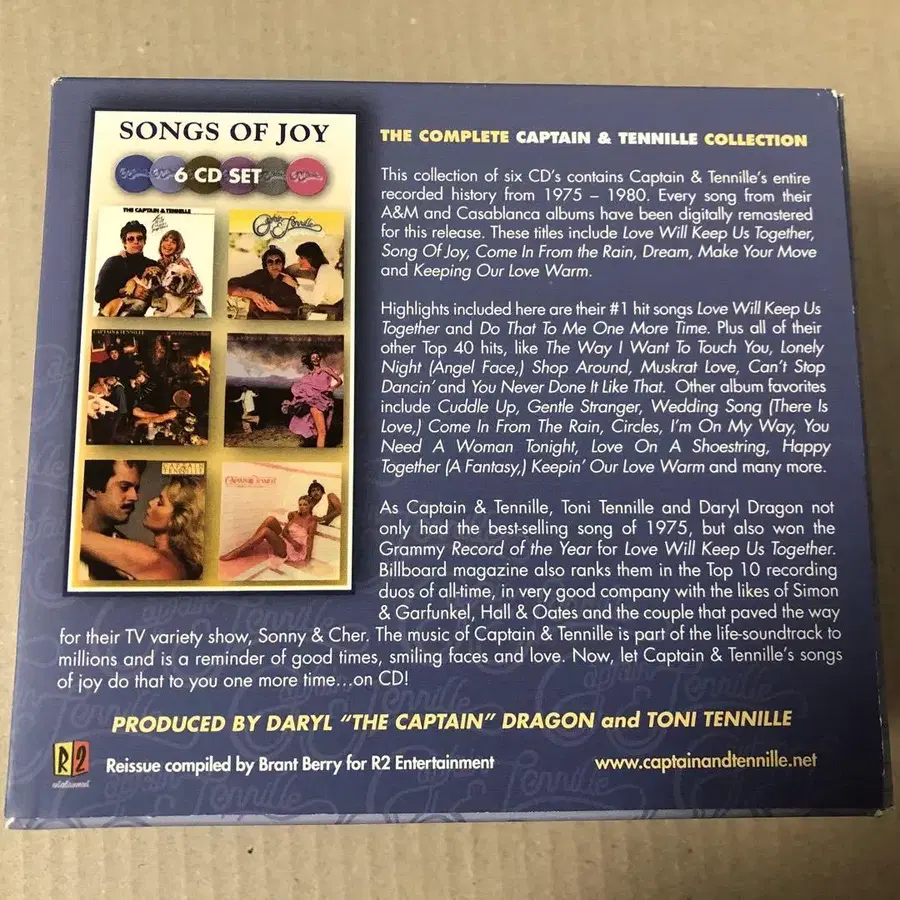 SONGS OF JOY
6 CD SET
THE CAPTAIN & TENNILLE
Captain & Tennille
CAPTAIN & TENNILLE
CAPTAIN
TENNILLE
CAPTAIN & TENNILLE
THE COMPLETE CAPTAIN & TENNILLE COLLECTION
This collection of six CD's contains Captain & Tennille's entire
recorded history from 1975 – 1980. Every song from their
A&M and Casablanca albums have been digitally remastered
for this release. These titles include Love Will Keep Us Together,
Song Of Joy, Come In From the Rain, Dream, Make Your Move
and Keeping Our Love Warm.
Highlights included here are their #1 hit songs Love Will Keep Us
Together and Do That To Me One More Time. Plus all of their
other Top 40 hits, like The Way I Want To Touch You, Lonely
Night (Angel Face,) Shop Around, Muskrat Love, Can't Stop
Dancin' and You Never Done It Like That. Other album favorites
include Cuddle Up, Gentle Stranger, Wedding Song (There Is
Love,) Come In From The Rain, Circles, I'm On My Way, You
Need A Woman Tonight, Love On A Shoestring, Happy
Together (A Fantasy,) Keepin' Our Love Warm and many more.
As Captain & Tennille, Toni Tennille and Daryl Dragon not
only had the best-selling song of 1975, but also won the
Grammy Record of the Year for Love Will Keep Us Together.
Billboard magazine also ranks them in the Top 10 recording
duos of all-time, in very good company with the likes of Simon
& Garfunkel, Hall & Oates and the couple that paved the way
for their TV variety show, Sonny & Cher. The music of Captain & Tennille is part of the life-soundtrack to
millions and is a reminder of good times, smiling faces and love. Now, let Captain & Tennille's songs
of joy do that to you one more time...on CD!
PRODUCED BY DARYL "THE CAPTAIN" DRAGON and TONI TENNILLE
R2
entertainment
Reissue compiled by Brant Berry for R2 Entertainment
www.captainandtennille.net